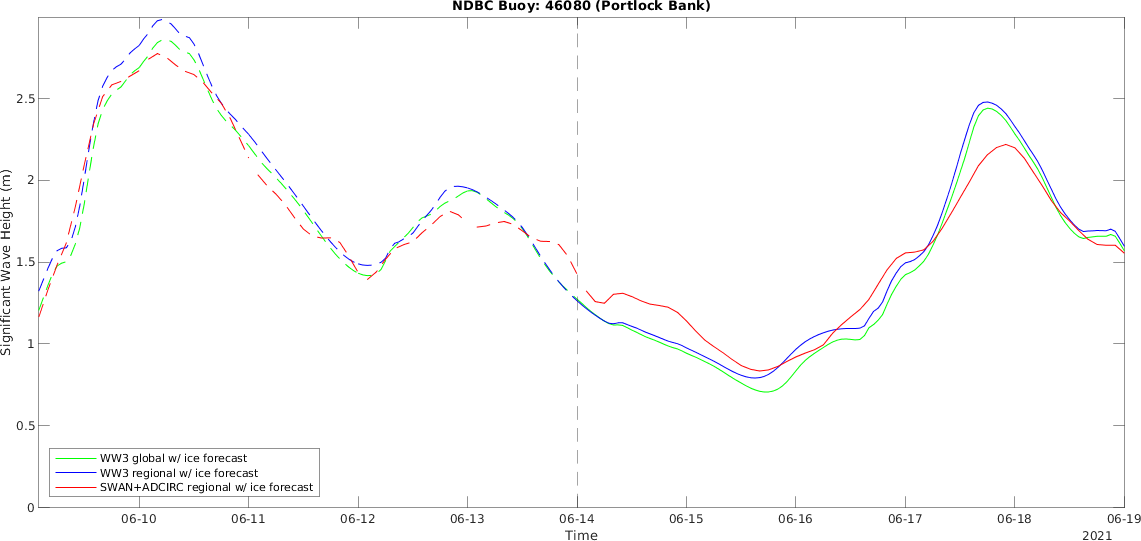 NDBC Buoy: 46080 (Portlock Bank)
Significant Wave Height (m)
2.5
2
1.5
1
0.5
0
WW3 global w/ ice forecast
WW3 regional w/ ice forecast
SWAN+ADCIRC regional w/ ice forecast
06-10 06-11 06-12 06-13 06-14 06-15 06-16 06-17 06-18 06-19
Time
2021